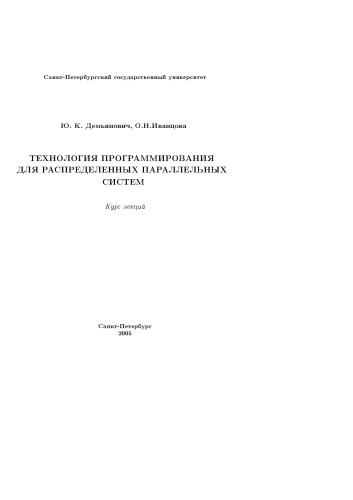 Санкт-Петербургский государственный университет
Ю. К. Демьянович, О.Н.Иванцова
ТЕХНОЛОГИЯ ПРОГРАММИРОВАНИЯ
ДЛЯ РАСПРЕДЕЛЕННЫХ ПАРАЛЛЕЛЬНЫХ
СИСТЕМ
Курс лекций
Санкт-Петербург
2005